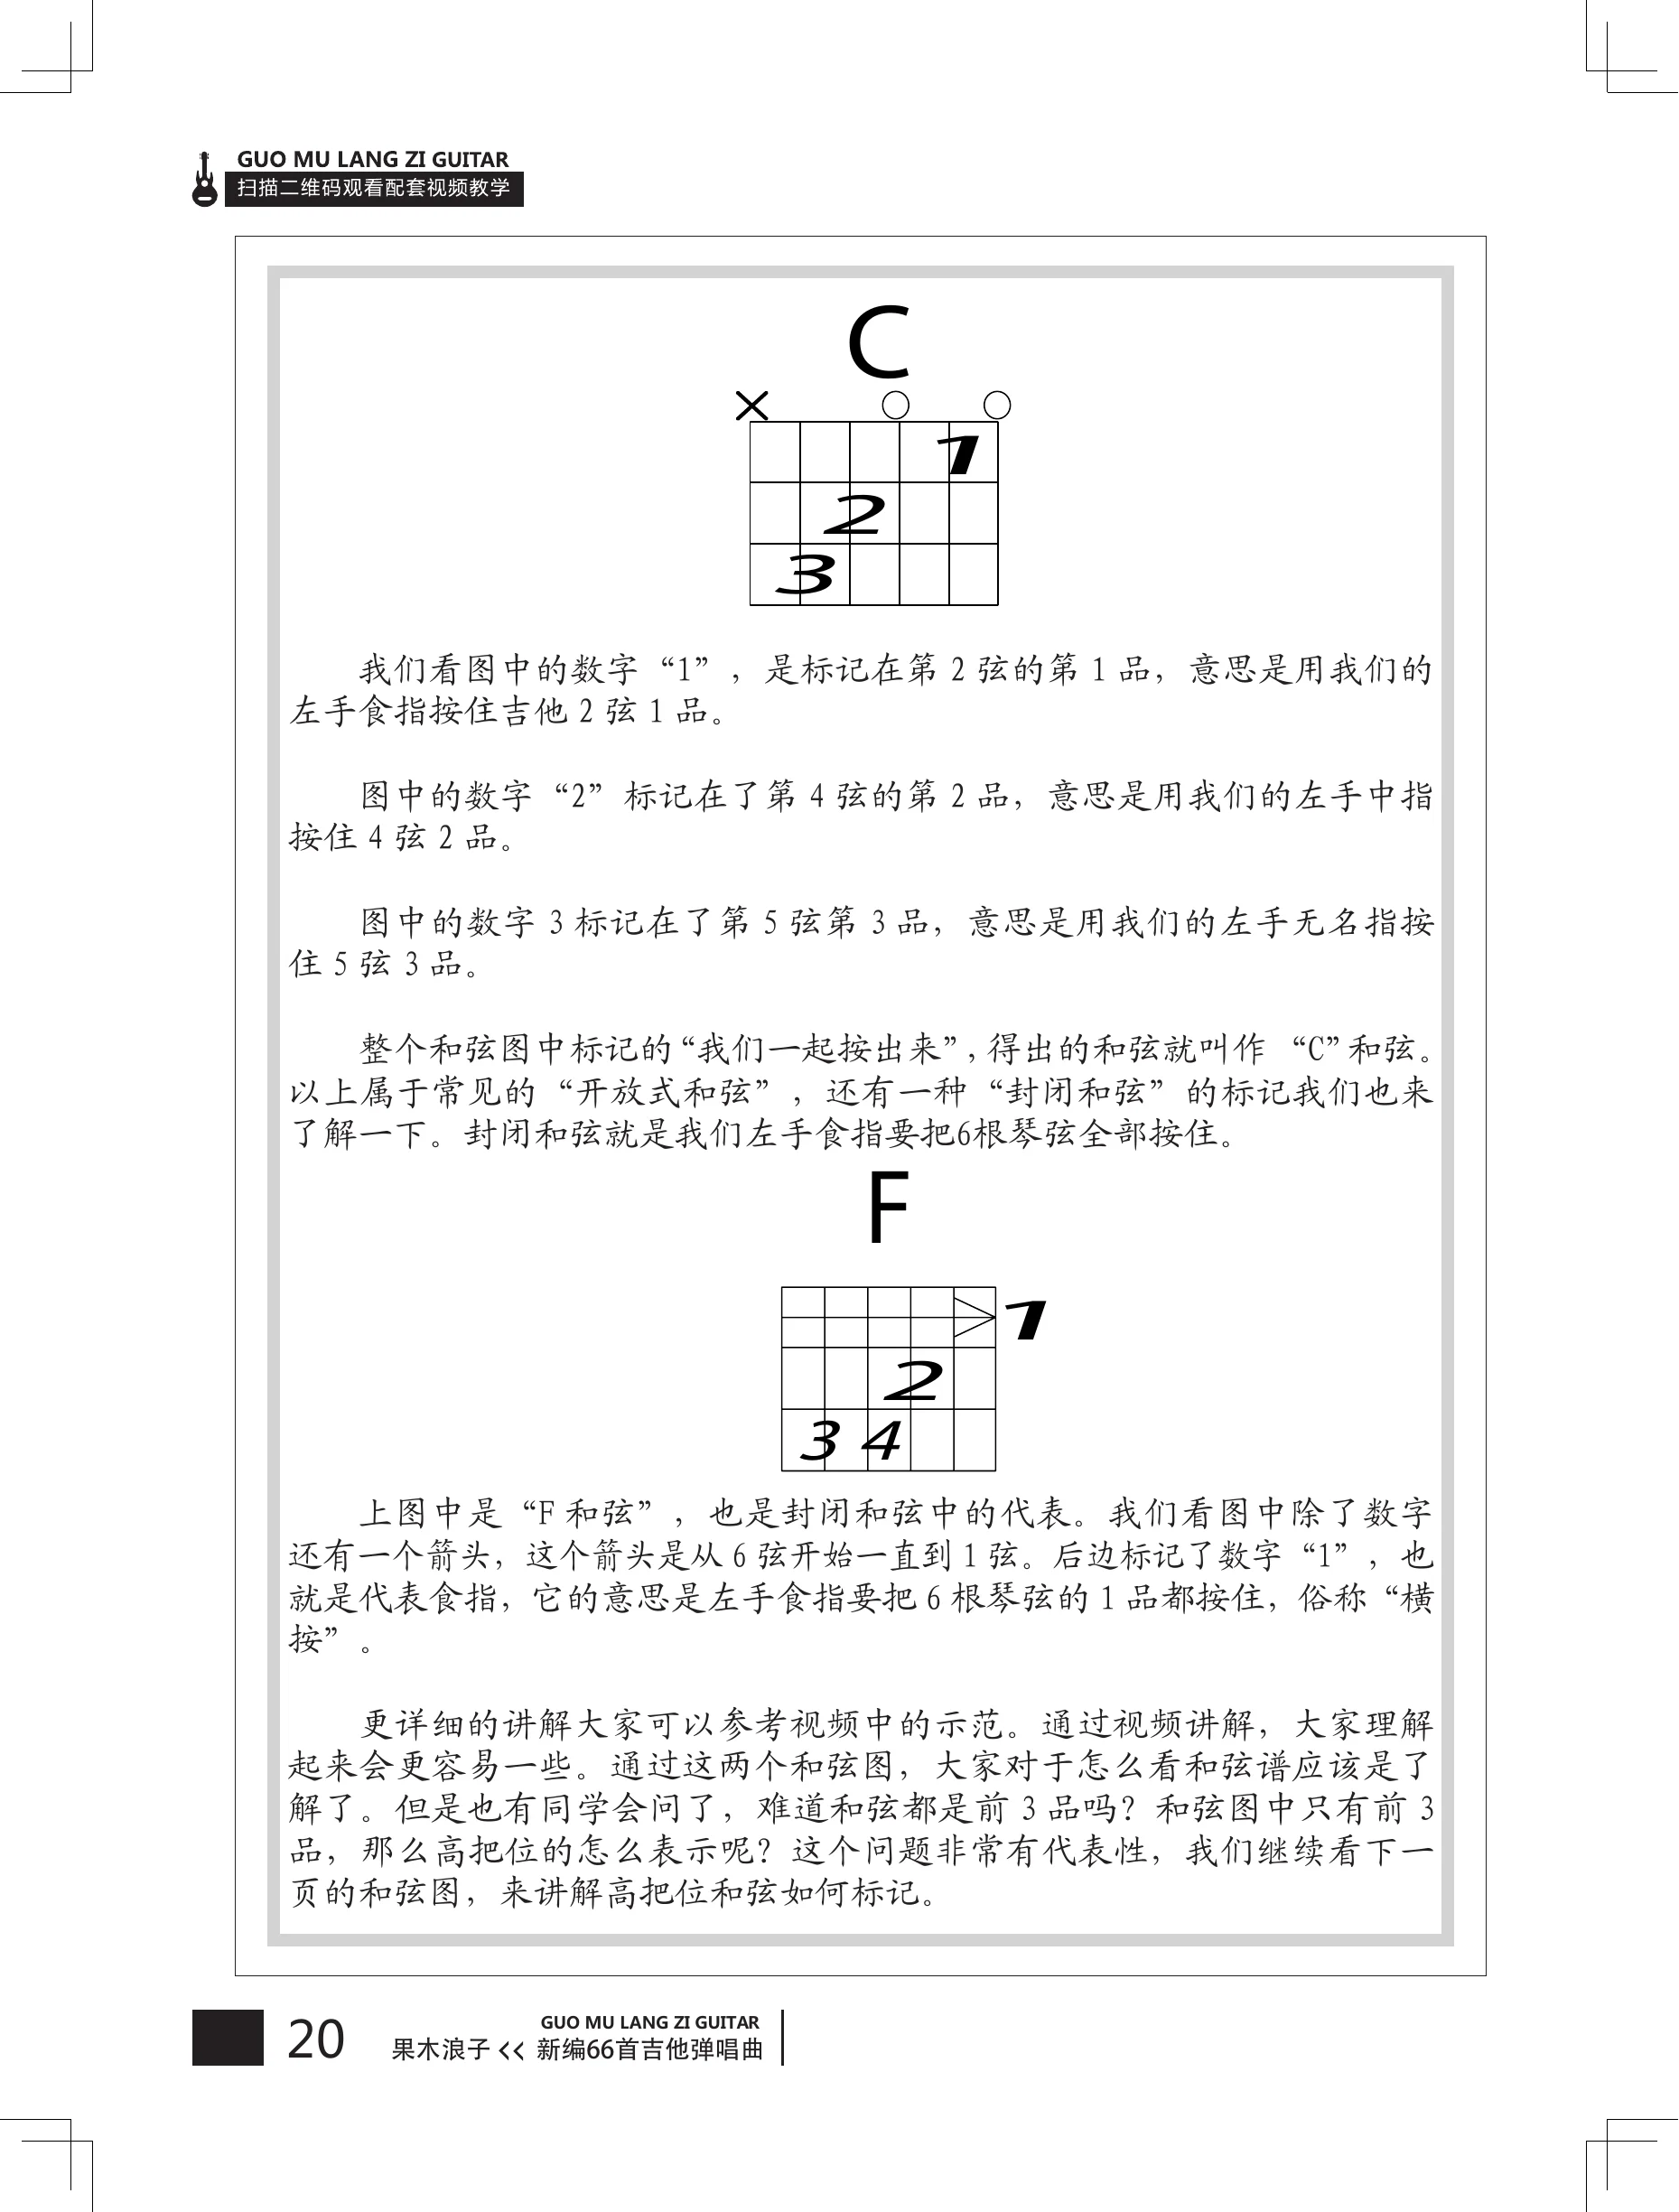 GUO MU LANG ZI GUITAR
扫描二维码观看配套视频教学
C
1
2
3
我们看图中的数字“1”，是标记在第 2 弦的第 1 品，意思是用我们的
左手食指按住吉他 2 弦 1 品。
图中的数字“2”标记在了第 4 弦的第 2 品，意思是用我们的左手中指
按住 4 弦 2 品。
图中的数字 3 标记在了第 5 弦第 3 品，意思是用我们的左手无名指按
住 5 弦 3 品。
整个和弦图中标记的“我们一起按出来”，得出的和弦就叫作 “C”和弦。
以上属于常见的“开放式和弦”，还有一种“封闭和弦”的标记我们也来
了解一下。封闭和弦就是我们左手食指要把6根琴弦全部按住。
F
1
2
3 4
上图中是“F 和弦”，也是封闭和弦中的代表。我们看图中除了数字
还有一个箭头，这个箭头是从 6 弦开始一直到 1 弦。后边标记了数字“1”，也
就是代表食指，它的意思是左手食指要把 6 根琴弦的 1 品都按住，俗称“横
按”。
更详细的讲解大家可以参考视频中的示范。通过视频讲解，大家理解
起来会更容易一些。通过这两个和弦图，大家对于怎么看和弦谱应该是了
解了。但是也有同学会问了，难道和弦都是前 3 品吗？和弦图中只有前 3
品，那么高把位的怎么表示呢？这个问题非常有代表性，我们继续看下一
页的和弦图，来讲解高把位和弦如何标记。
20
GUO MU LANG ZI GUITAR
果木浪子 << 新编66首吉他弹唱曲